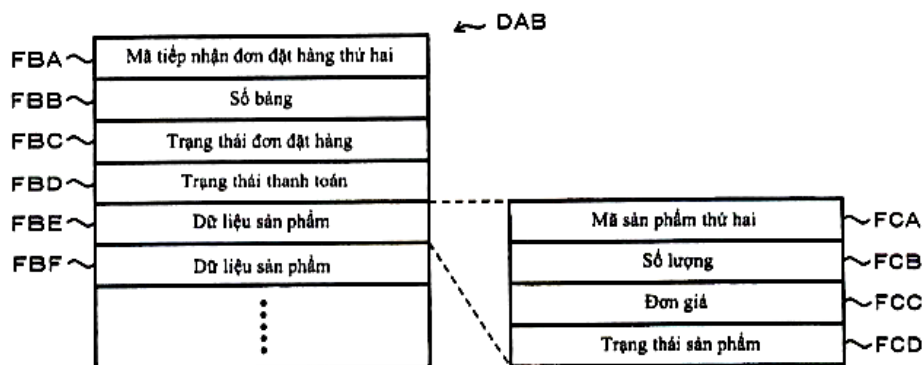 DAB
FBA Mã tiếp nhận đơn đặt hàng thứ hai
FBB Số bảng
FBC Trạng thái đơn đặt hàng
FBD Trạng thái thanh toán
FBE Dữ liệu sản phẩm
FBF Dữ liệu sản phẩm
Mã sản phẩm thứ hai FCA
Số lượng FCB
Đơn giá FCC
Trạng thái sản phẩm FCD